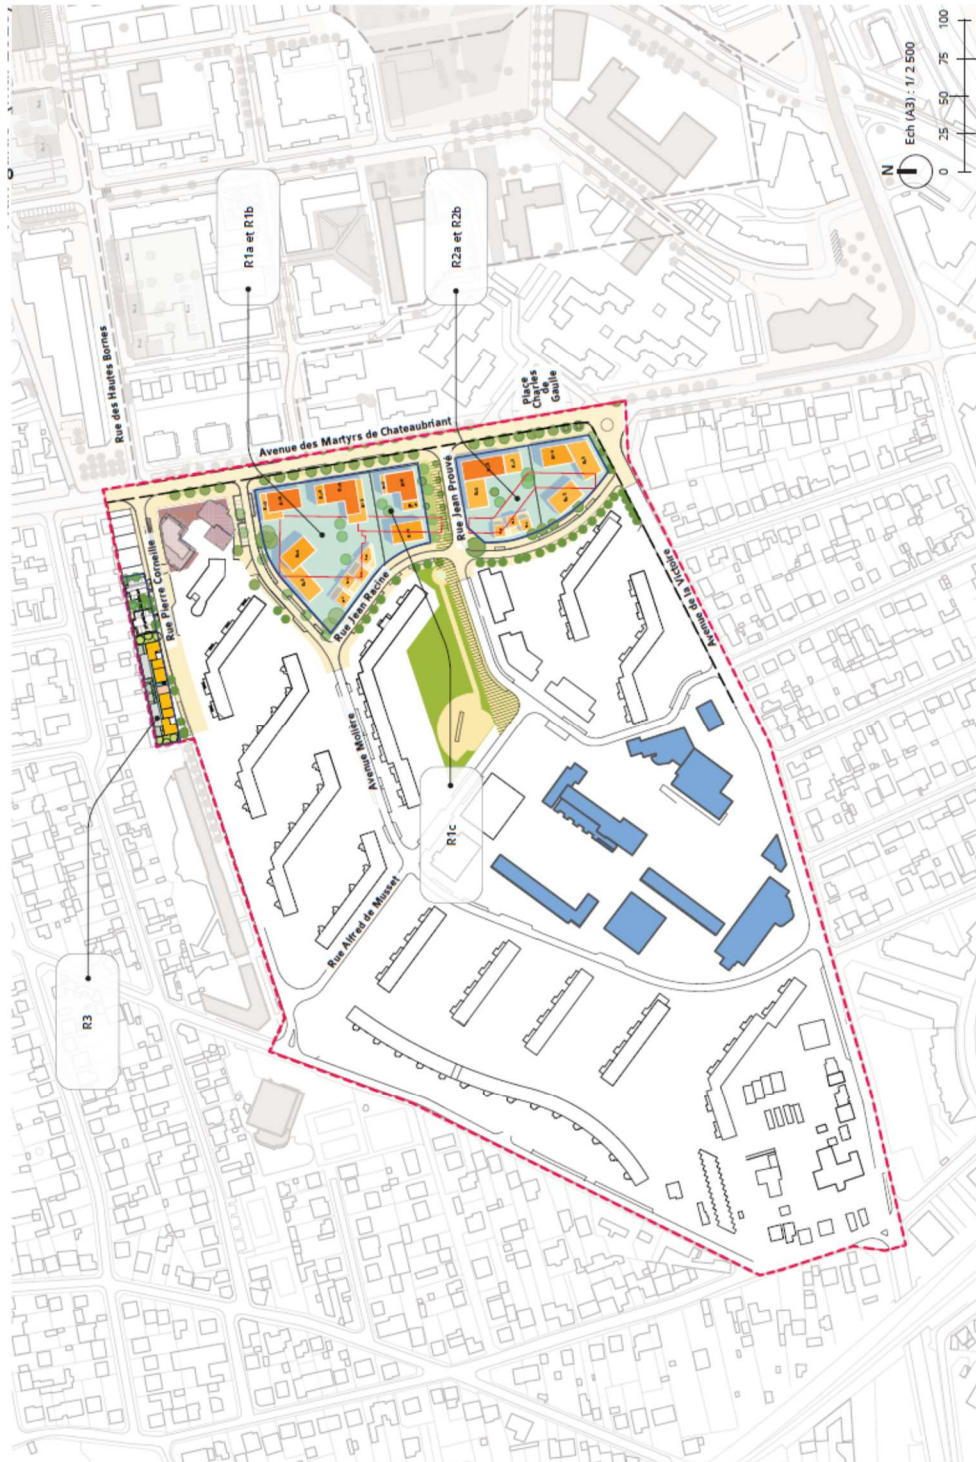 Rue des Hautes Bornes
R1a et R1b
R2a et R2b
N
Ech (A3) : 1/ 2 500
0 25 50 75 100
Avenue des Martyrs de Chateaubriant
Place
Charles
de
Gaulle
Rue Pierre Corneille
Rue Jean Racine
Rue Jean Prouvé
Avenue de la Victoire
Avenue Molière
Rue Alfred de Musset
R1c
R3